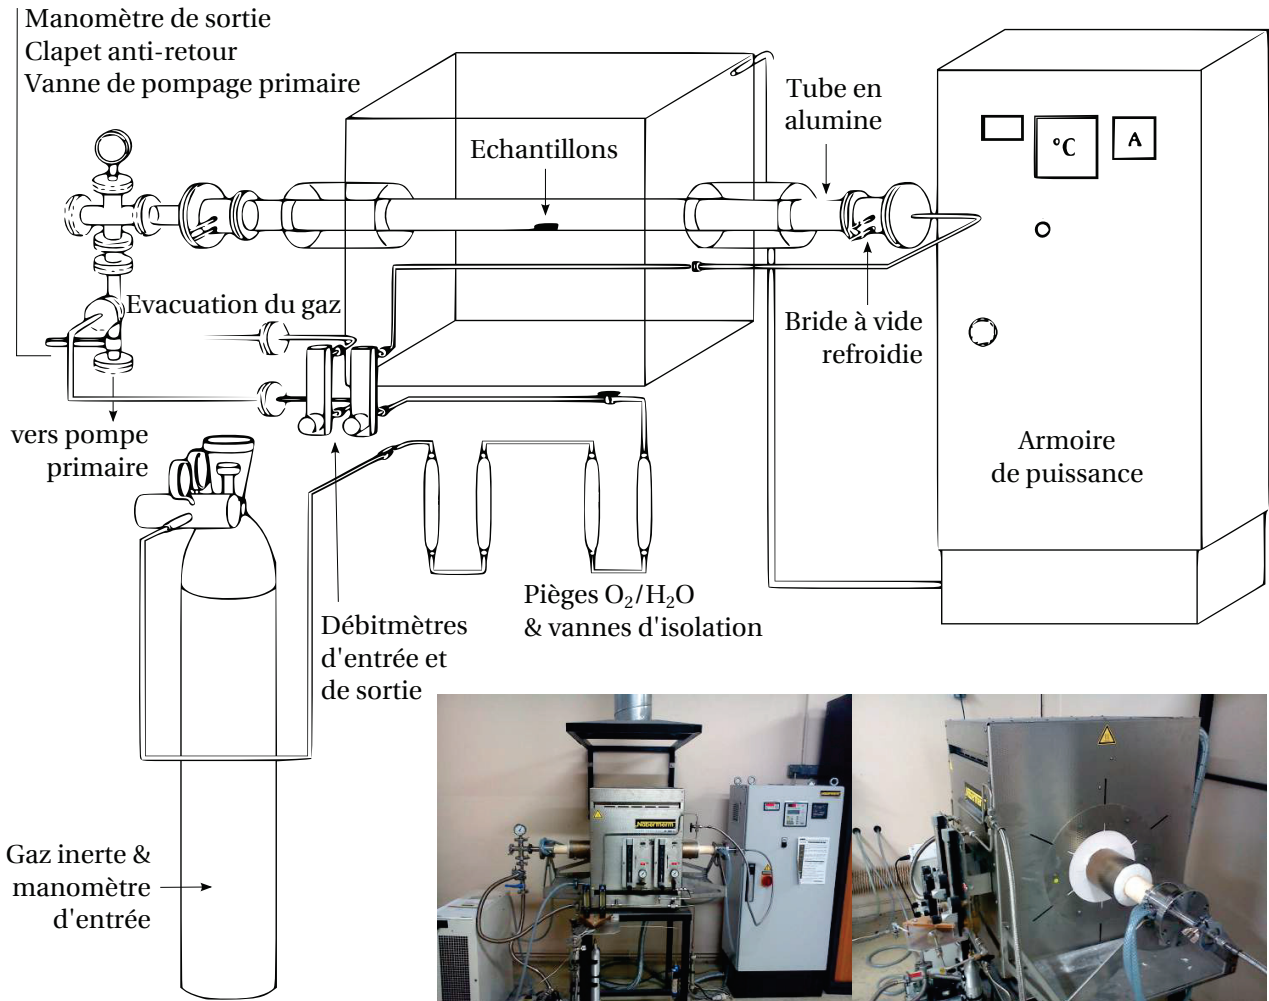 Manomètre de sortie
Clapet anti-retour
Vanne de pompage primaire
Tube en
alumine
Echantillons
°C
A
Evacuation du gaz
Bride à vide
refroidie
vers pompe
primaire
Armoire
de puissance
Pièges O₂/H₂O
& vannes d'isolation
Débitmètres
d'entrée et
de sortie
Gaz inerte &
manomètre
d'entrée
Nabertherm